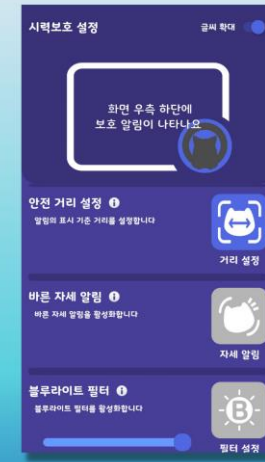 시력보호 설정
글씨 확대
화면 우측 하단에
보호 알림이 나타나요
안전 거리 설정
알림의 표시 기준 거리를 설정합니다
거리 설정
바른 자세 알림
바른 자세 알림을 활성화합니다
자세 알림
블루라이트 필터
블루라이트 필터를 활성화합니다
B
필터 설정